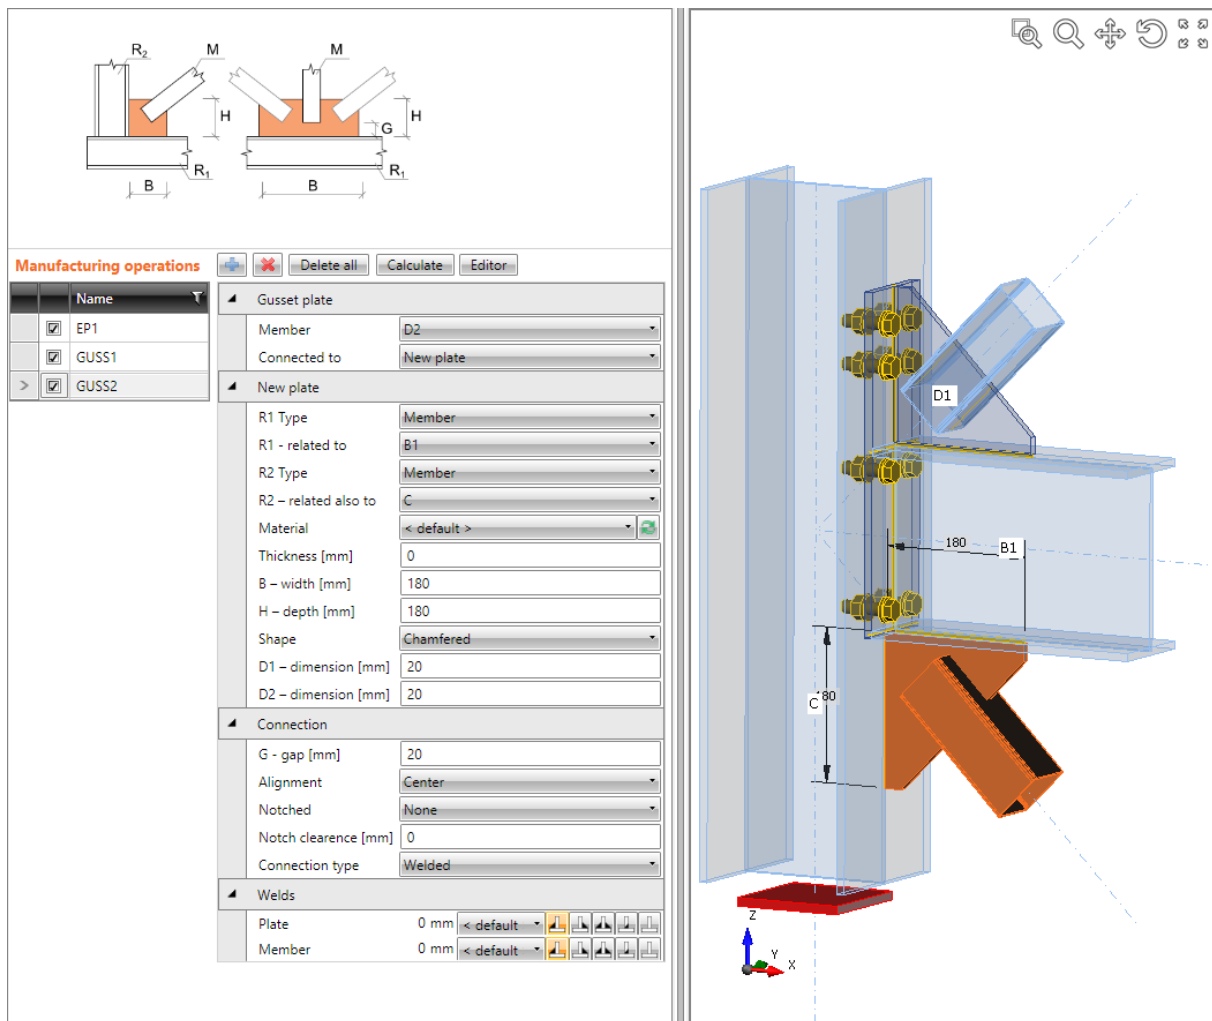 R2 M M
H H
G
R1 R1
B B
Manufacturing operations Delete all Calculate Editor
Name
EP1
GUSS1
> GUSS2
Gusset plate
Member D2
Connected to New plate
New plate
R1 Type Member
R1 - related to B1
R2 Type Member
R2 – related also to C
Material < default >
Thickness [mm] 0
B – width [mm] 180
H – depth [mm] 180
Shape Chamfered
D1 – dimension [mm] 20
D2 – dimension [mm] 20
Connection
G - gap [mm] 20
Alignment Center
Notched None
Notch clearence [mm] 0
Connection type Welded
Welds
Plate 0 mm < default
Member 0 mm < default
D1
180 B1
C 80
Z
Y
X